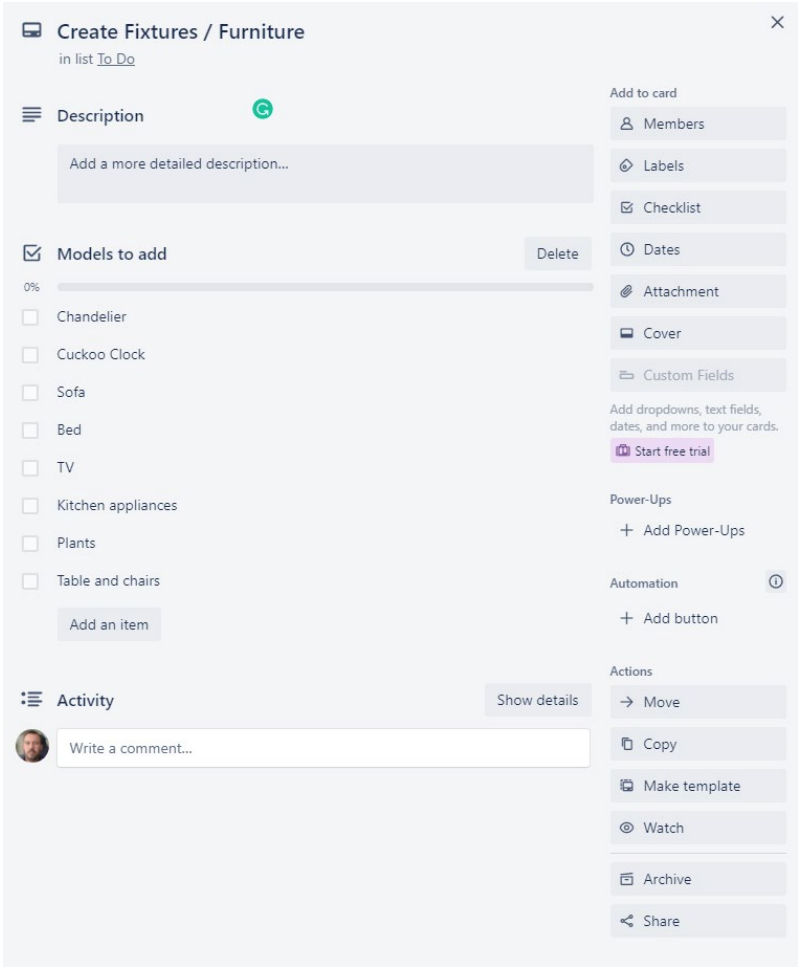 Create Fixtures / Furniture
in list To Do
Description
Add a more detailed description...
Models to add
Delete
0%
Chandelier
Cuckoo Clock
Sofa
Bed
TV
Kitchen appliances
Plants
Table and chairs
Add an item
Activity
Show details
Write a comment...
Add to card
Members
Labels
Checklist
Dates
Attachment
Cover
Custom Fields
Add dropdowns, text fields,
dates, and more to your cards.
Start free trial
Power-Ups
+ Add Power-Ups
Automation
+ Add button
Actions
Move
Copy
Make template
Watch
Archive
Share